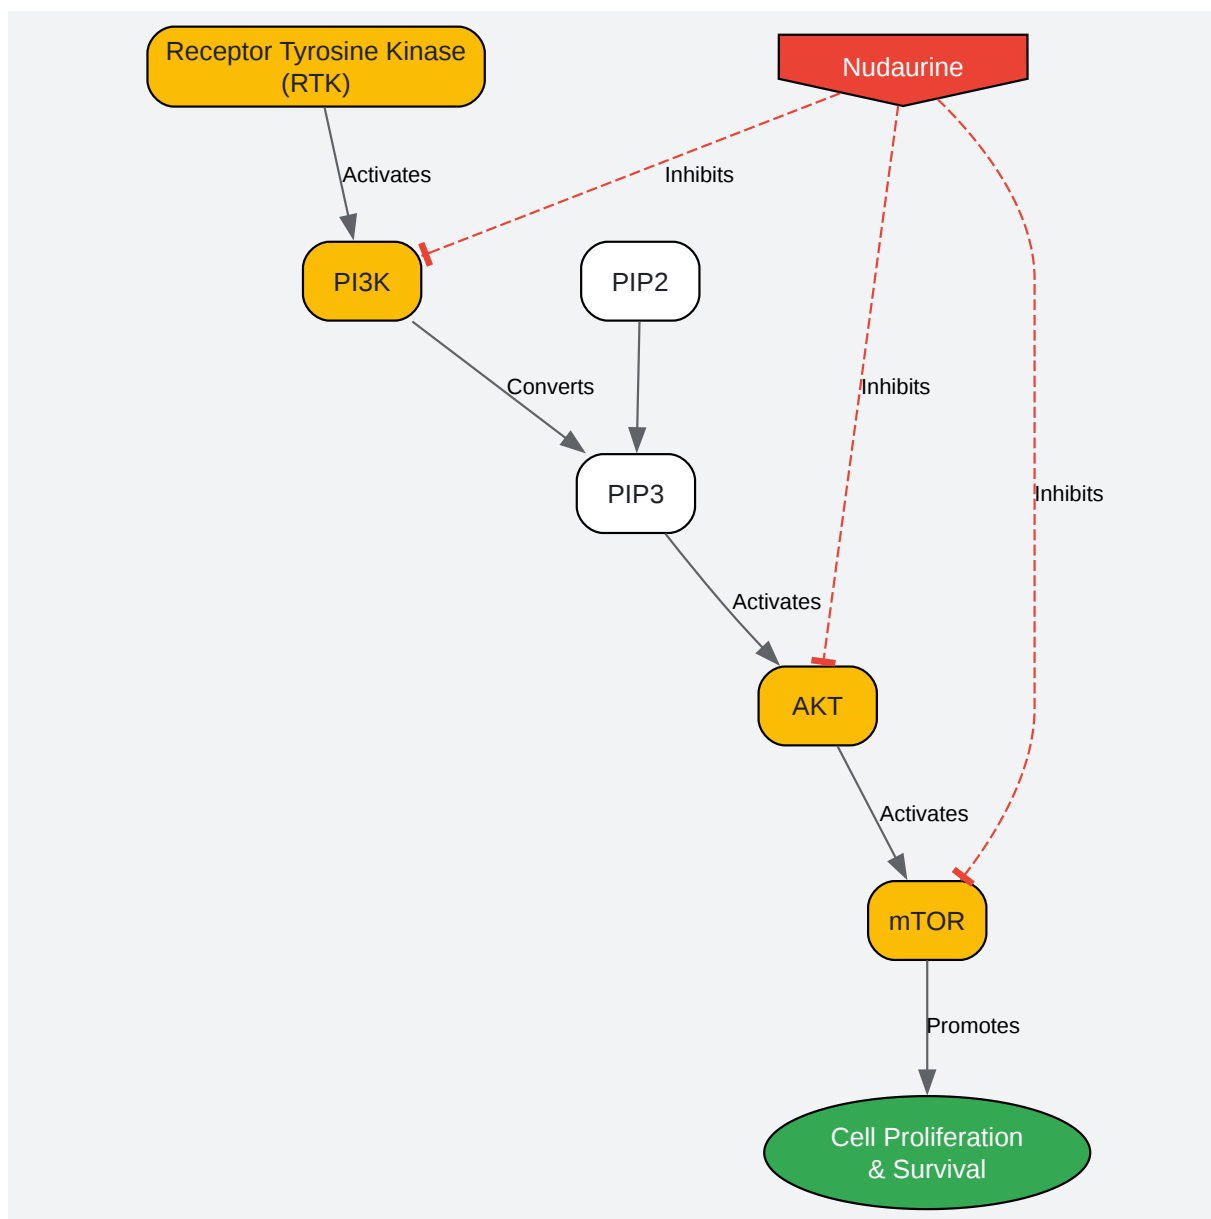 Receptor Tyrosine Kinase
(RTK)
Nudaurine
Activates
Inhibits
PI3K
PIP2
Converts
Inhibits
PIP3
Inhibits
Activates
AKT
Activates
mTOR
Promotes
Cell Proliferation
& Survival